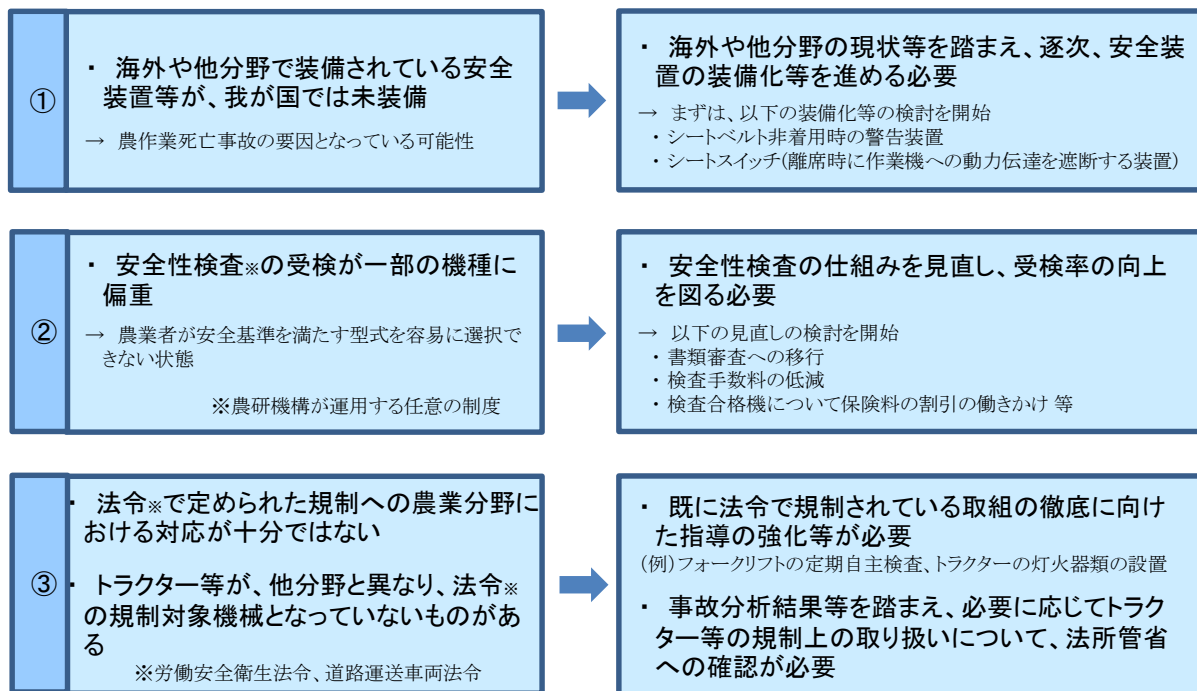 ①
・ 海外や他分野で装備されている安全
装置等が、我が国では未装備
→ 農作業死亡事故の要因となっている可能性
・ 海外や他分野の現状等を踏まえ、逐次、安全装
置の装備化等を進める必要
→ まずは、以下の装備化等の検討を開始
・シートベルト非着用時の警告装置
・シートスイッチ(離席時に作業機への動力伝達を遮断する装置)
②
・ 安全性検査※の受検が一部の機種に
偏重
→ 農業者が安全基準を満たす型式を容易に選択で
きない状態
※農研機構が運用する任意の制度
・ 安全性検査の仕組みを見直し、受検率の向上
を図る必要
→ 以下の見直しの検討を開始
・書類審査への移行
・検査手数料の低減
・検査合格機について保険料の割引の働きかけ 等
③
・ 法令※で定められた規制への農業分野に
おける対応が十分ではない
・ トラクター等が、他分野と異なり、法令※
の規制対象機械となっていないものがあ
る
※労働安全衛生法令、道路運送車両法令
・ 既に法令で規制されている取組の徹底に向け
た指導の強化等が必要
(例)フォークリフトの定期自主検査、トラクターの灯火器類の設置
・ 事故分析結果等を踏まえ、必要に応じてトラク
ター等の規制上の取り扱いについて、法所管省
への確認が必要